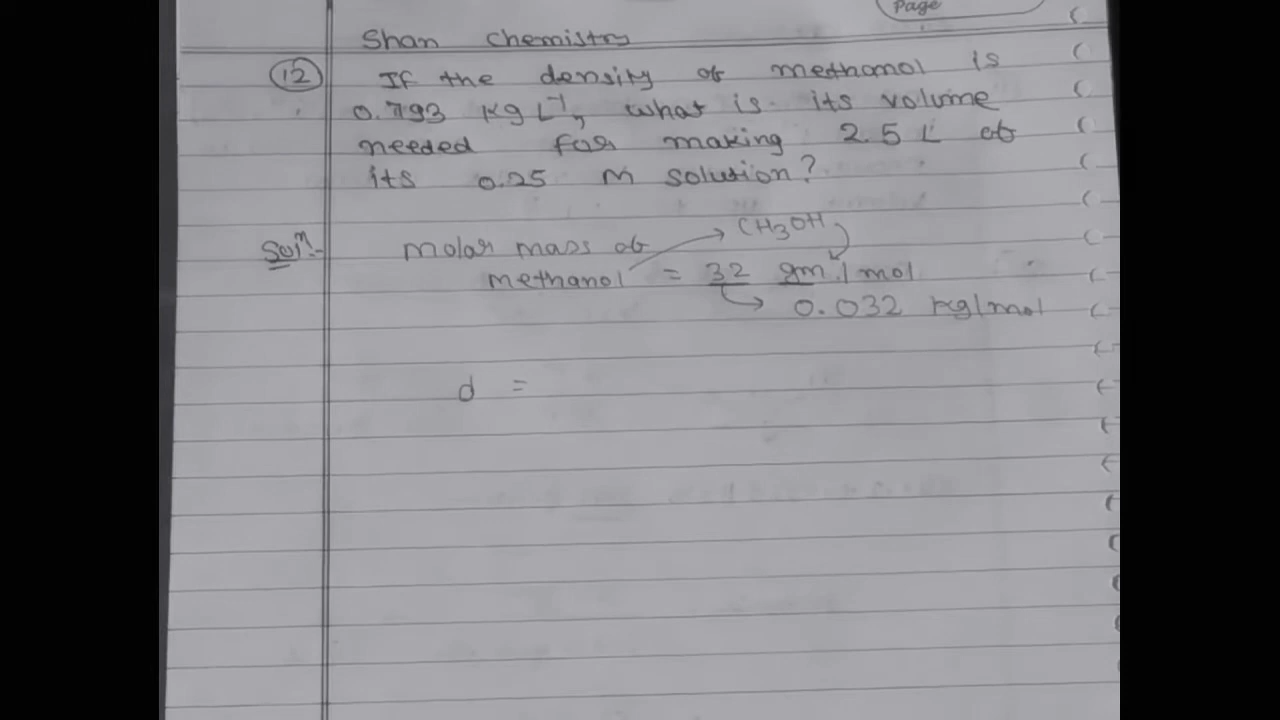 Page
Shan Chemistry
12 If the density of methanol is
0.793 kg L⁻¹, what is its volume
needed for making 2.5 L of
its 0.25 M solution?
Solⁿ:- Molar mass of → CH3OH
methanol = 32 gm/mol
→ 0.032 kg/mol
d =